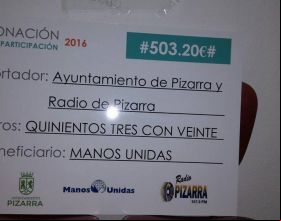 ONACIÓN
PARTICIPACIÓN 2016
#503.20€#
ortador: Ayuntamiento de Pizarra y
Radio de Pizarra
ros: QUINIENTOS TRES CON VEINTE
neficiario: MANOS UNIDAS
PIZARRA
Manos Unidas
Radio
PIZARRA